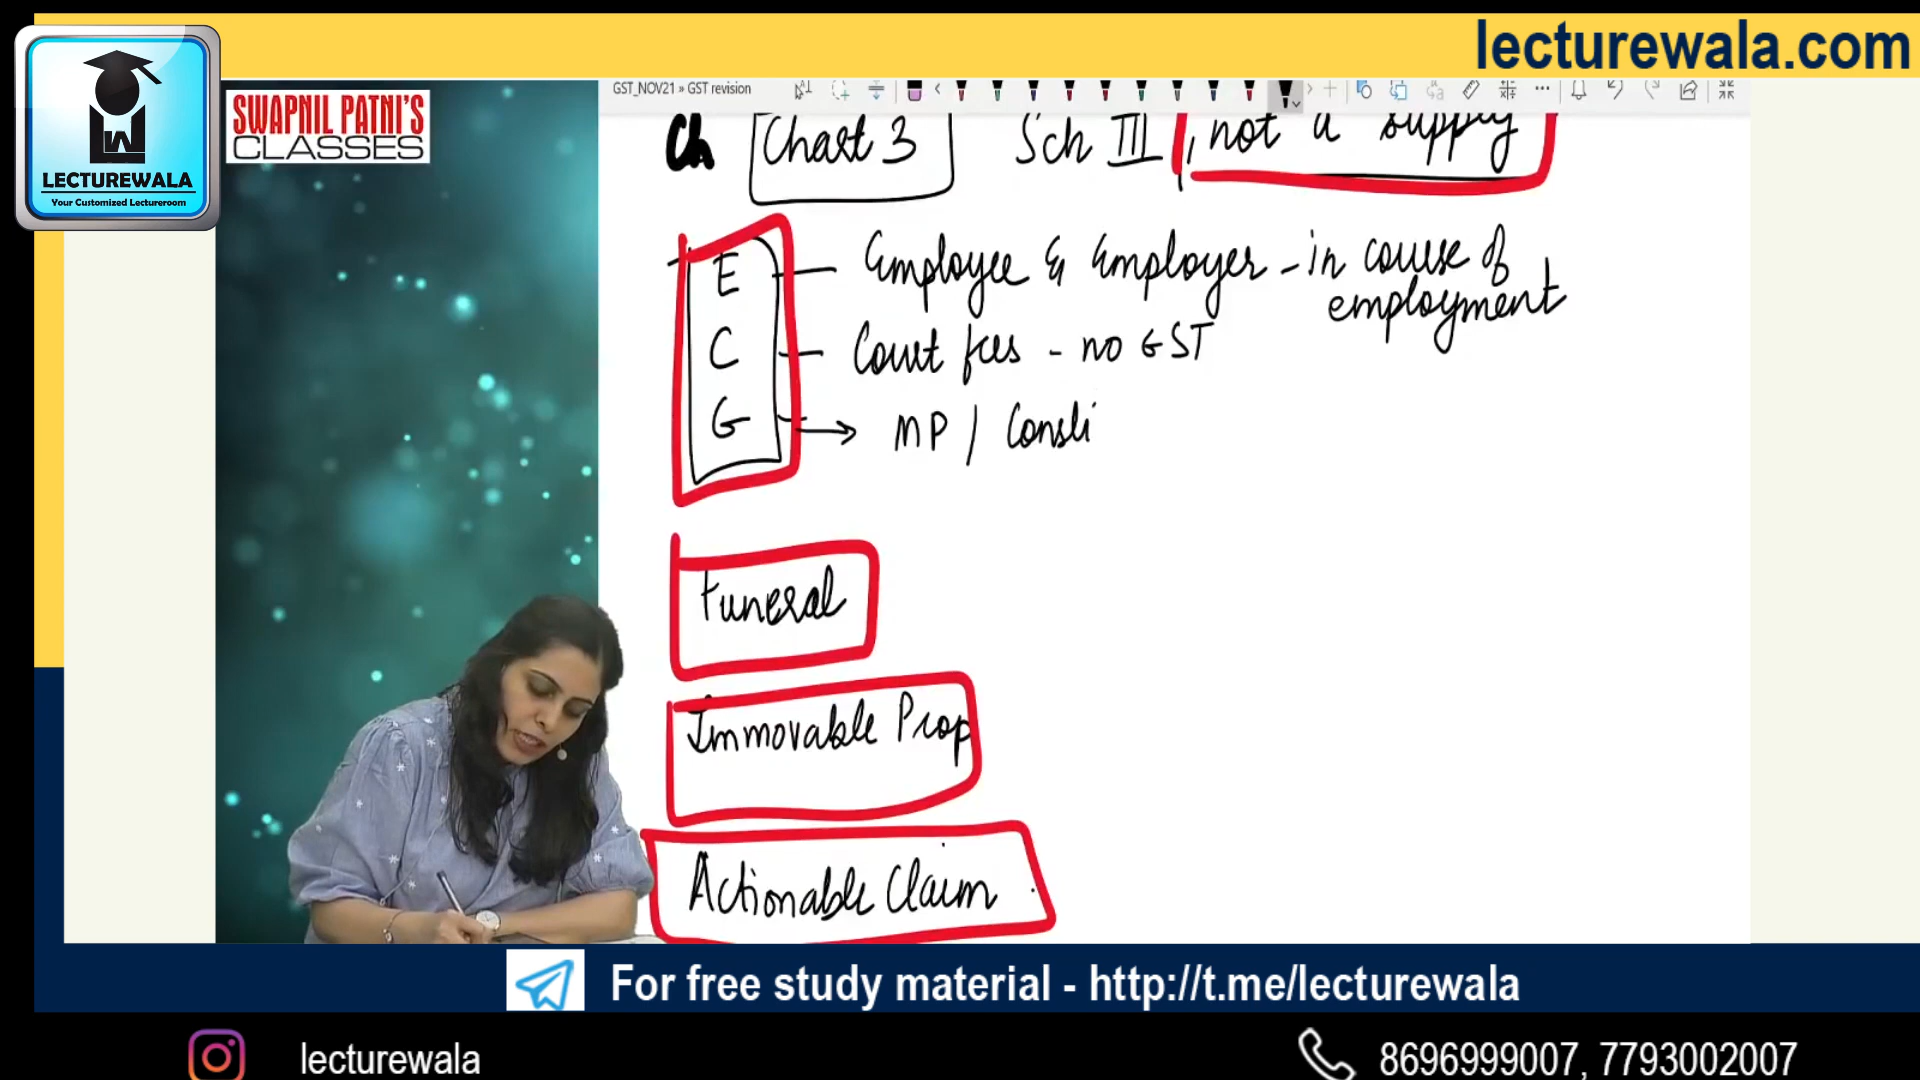 lecturewala.com
SWAPNIL PATNI'S
CLASSES
LW
LECTUREWALA
Your Customized Lectureroom
GST_NOV21 » GST revision
Ch Chart 3 Sch III, not a supply
E — Employee & Employer - in course of employment
C — Court fees - no GST
G → MP / Consti
Funeral
Immovable Prop
Actionable Claim
For free study material - http://t.me/lecturewala
lecturewala
8696999007, 7793002007